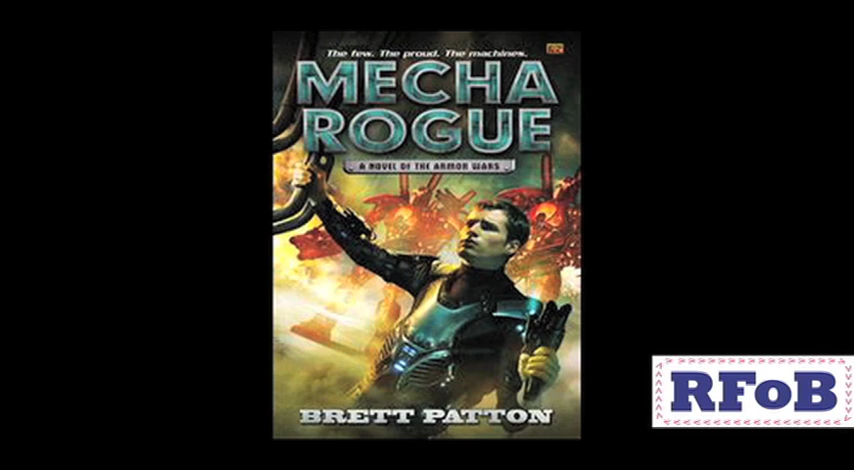 The few. The proud. The machines.
MECHA
ROGUE
A NOVEL OF THE ARMOR WARS
BRETT PATTON
RFoB